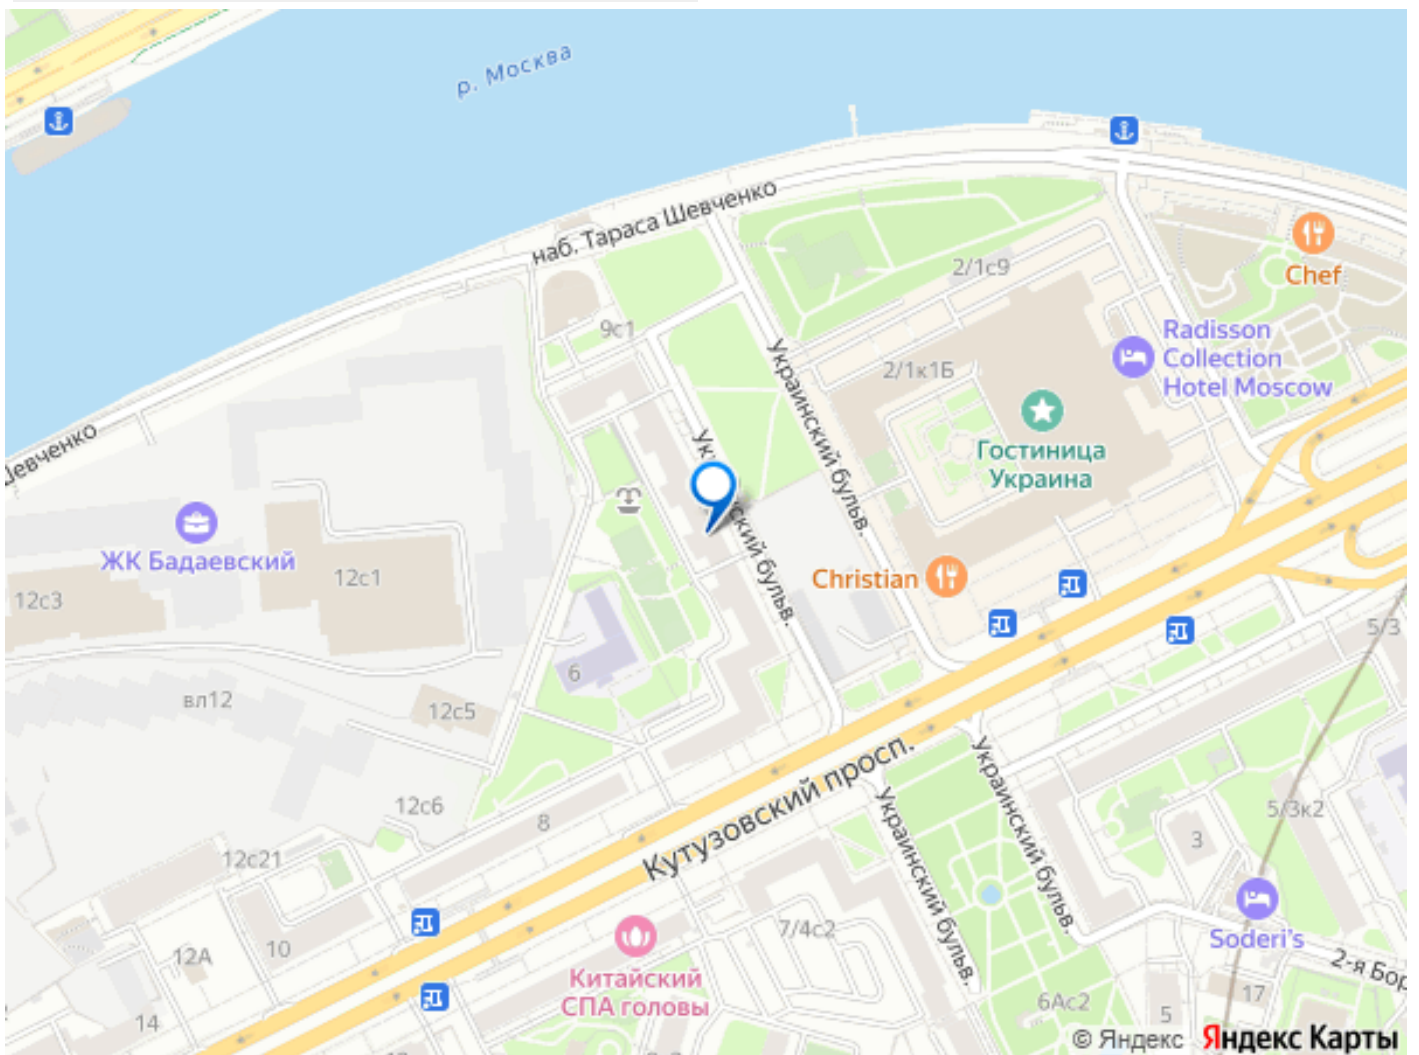 р. Москва
наб. Тараса Шевченко
Chef
2/1с9
Radisson
Collection
Hotel Moscow
9с1
2/1к1Б
Украинский бульв.
Гостиница
Украина
Шевченко
Украинский бульв.
ЖК Бадаевский
12с1
12с3
Christian
5/3
6
вл12
12с5
Кутузовский просп.
Украинский бульв.
12с6
8
5/3к2
Украинский бульв.
3
12с21
7/4с2
10
12А
Soderi's
Китайский
СПА головы
2-я Бор
6Ас2
17
5
14
© Яндекс Яндекс Карты